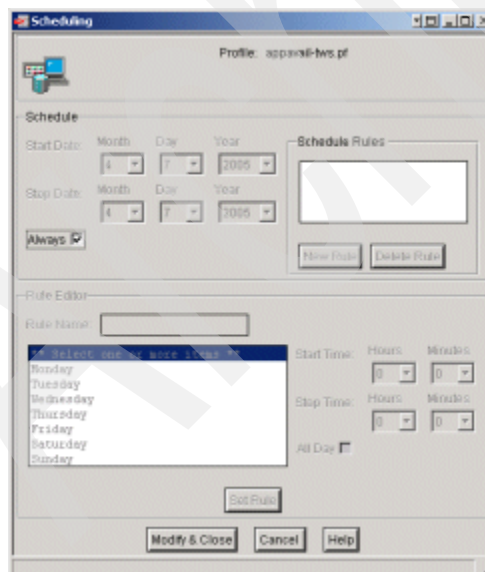 Scheduling
Profile: appavail-tws.pf
Schedule
Start Date: Month Day Year
4 7 2005
Schedule Rules
Stop Date: Month Day Year
4 7 2005
Always
New Rule Delete Rule
Rule Editor
Rule Name:
** Select one or more items **
Monday
Tuesday
Wednesday
Thursday
Friday
Saturday
Sunday
Start Time: Hours Minutes
0 0
Stop Time: Hours Minutes
0 0
All Day
Set Rule
Modify & Close Cancel Help